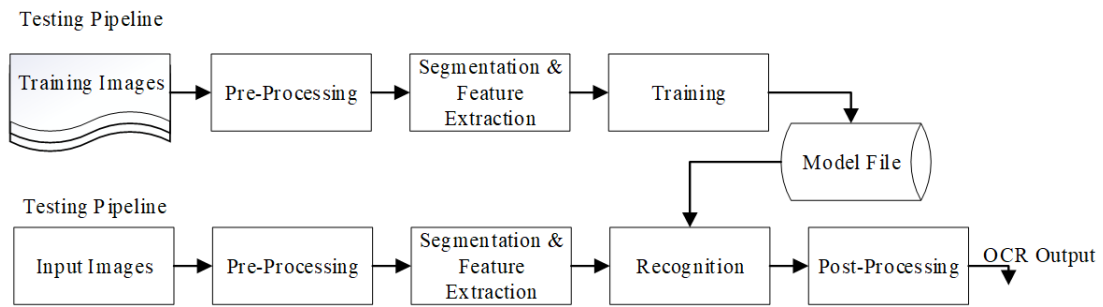 Testing Pipeline
Training Images
Pre-Processing
Segmentation &
Feature
Extraction
Training
Model File
Testing Pipeline
Input Images
Pre-Processing
Segmentation &
Feature
Extraction
Recognition
Post-Processing
OCR Output